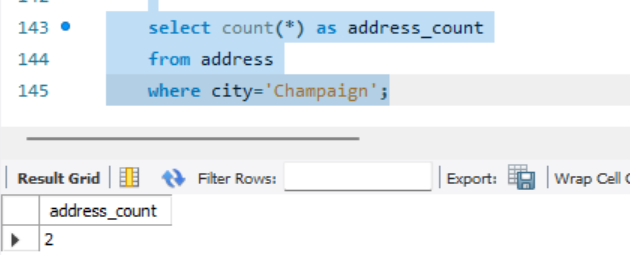 143 select count(*) as address_count
144 from address
145 where city='Champaign';
Result Grid Filter Rows: Export: Wrap Cell
address_count
2